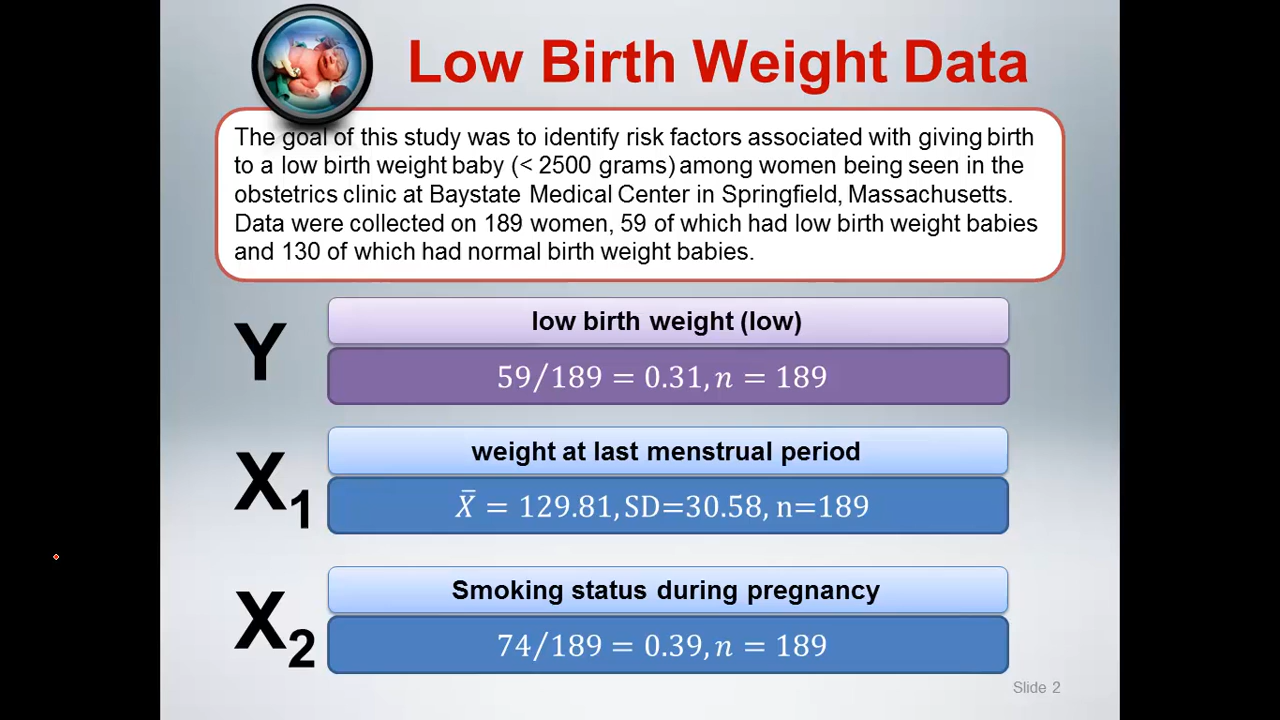 Low Birth Weight Data
The goal of this study was to identify risk factors associated with giving birth
to a low birth weight baby (< 2500 grams) among women being seen in the
obstetrics clinic at Baystate Medical Center in Springfield, Massachusetts.
Data were collected on 189 women, 59 of which had low birth weight babies
and 130 of which had normal birth weight babies.
Y
low birth weight (low)
59/189 = 0.31, n = 189
X₁
weight at last menstrual period
X̄ = 129.81, SD=30.58, n=189
X₂
Smoking status during pregnancy
74/189 = 0.39, n = 189
Slide 2